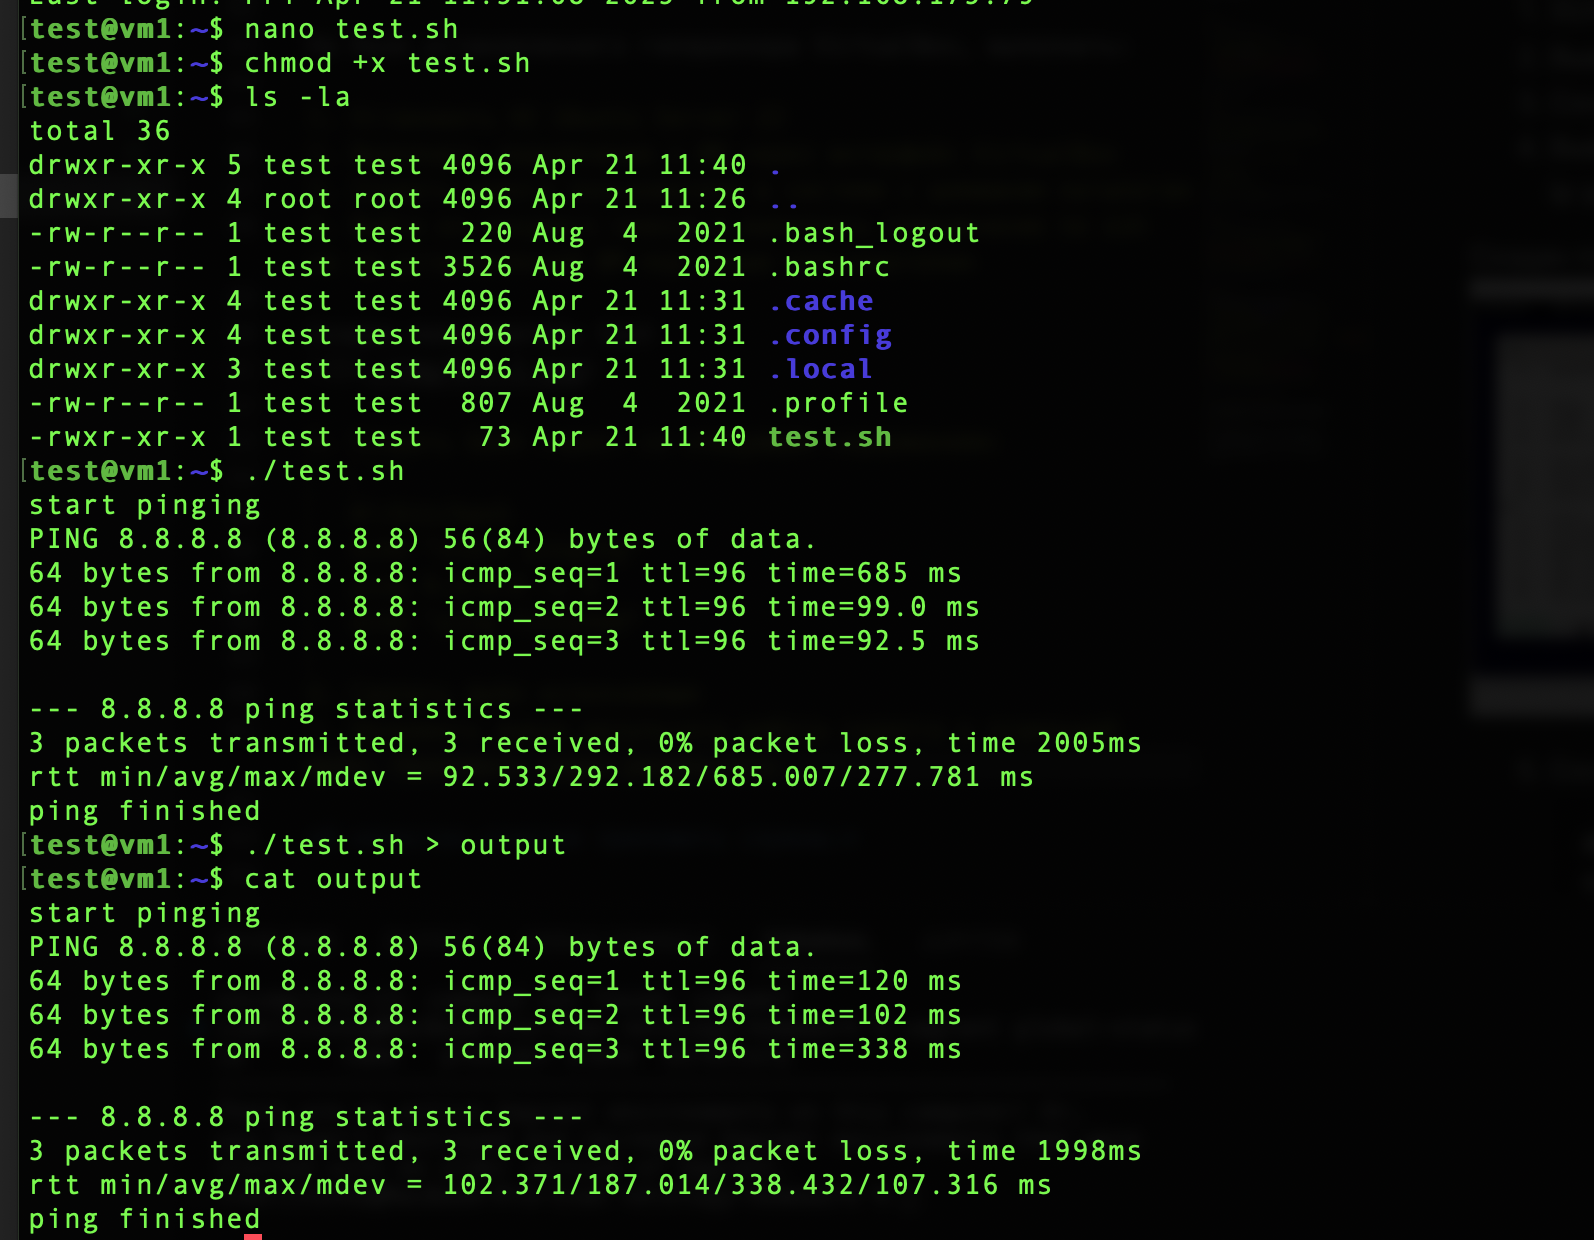 [test@vm1:~$ nano test.sh
[test@vm1:~$ chmod +x test.sh
[test@vm1:~$ ls -la
total 36
drwxr-xr-x 5 test test 4096 Apr 21 11:40 .
drwxr-xr-x 4 root root 4096 Apr 21 11:26 ..
-rw-r--r-- 1 test test  220 Aug  4  2021 .bash_logout
-rw-r--r-- 1 test test 3526 Aug  4  2021 .bashrc
drwxr-xr-x 4 test test 4096 Apr 21 11:31 .cache
drwxr-xr-x 4 test test 4096 Apr 21 11:31 .config
drwxr-xr-x 3 test test 4096 Apr 21 11:31 .local
-rw-r--r-- 1 test test  807 Aug  4  2021 .profile
-rwxr-xr-x 1 test test   73 Apr 21 11:40 test.sh
[test@vm1:~$ ./test.sh
start pinging
PING 8.8.8.8 (8.8.8.8) 56(84) bytes of data.
64 bytes from 8.8.8.8: icmp_seq=1 ttl=96 time=685 ms
64 bytes from 8.8.8.8: icmp_seq=2 ttl=96 time=99.0 ms
64 bytes from 8.8.8.8: icmp_seq=3 ttl=96 time=92.5 ms

--- 8.8.8.8 ping statistics ---
3 packets transmitted, 3 received, 0% packet loss, time 2005ms
rtt min/avg/max/mdev = 92.533/292.182/685.007/277.781 ms
ping finished
[test@vm1:~$ ./test.sh > output
[test@vm1:~$ cat output
start pinging
PING 8.8.8.8 (8.8.8.8) 56(84) bytes of data.
64 bytes from 8.8.8.8: icmp_seq=1 ttl=96 time=120 ms
64 bytes from 8.8.8.8: icmp_seq=2 ttl=96 time=102 ms
64 bytes from 8.8.8.8: icmp_seq=3 ttl=96 time=338 ms

--- 8.8.8.8 ping statistics ---
3 packets transmitted, 3 received, 0% packet loss, time 1998ms
rtt min/avg/max/mdev = 102.371/187.014/338.432/107.316 ms
ping finished